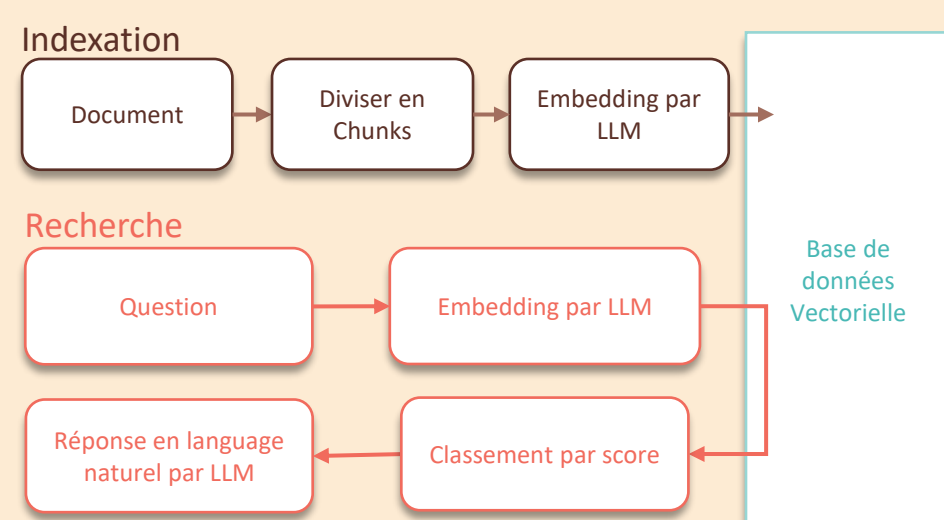 Indexation
Document
Diviser en
Chunks
Embedding par
LLM
Recherche
Question
Embedding par LLM
Base de
données
Vectorielle
Réponse en language
naturel par LLM
Classement par score